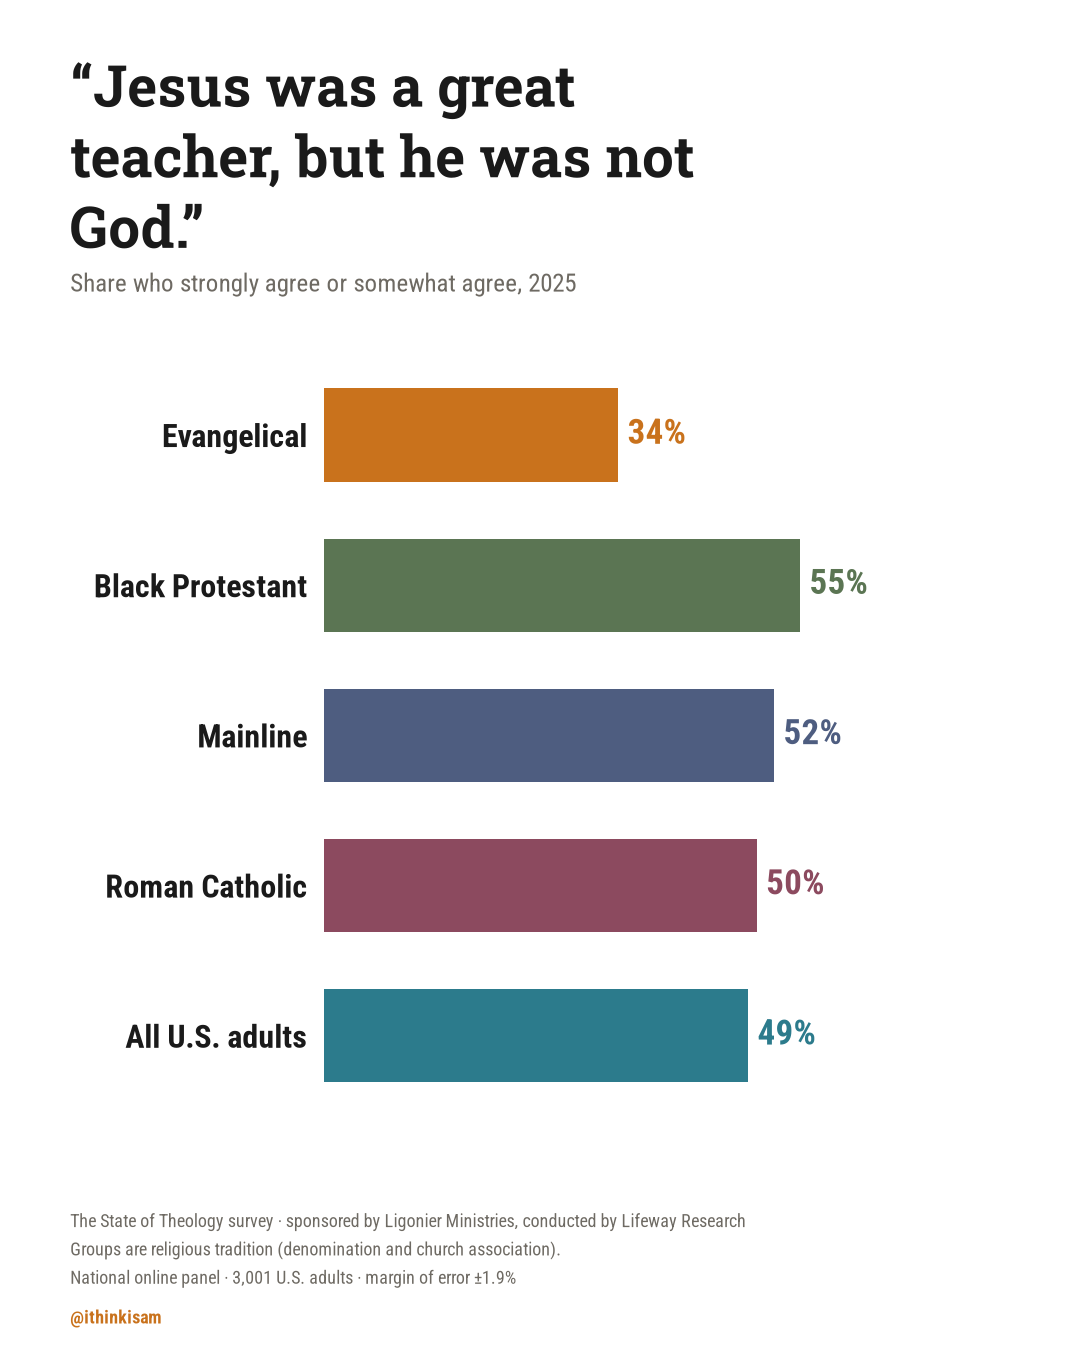 “Jesus was a great
teacher, but he was not
God.”
Share who strongly agree or somewhat agree, 2025
Evangelical 34%
Black Protestant 55%
Mainline 52%
Roman Catholic 50%
All U.S. adults 49%
The State of Theology survey · sponsored by Ligonier Ministries, conducted by Lifeway Research
Groups are religious tradition (denomination and church association).
National online panel · 3,001 U.S. adults · margin of error ±1.9%
@ithinkisam